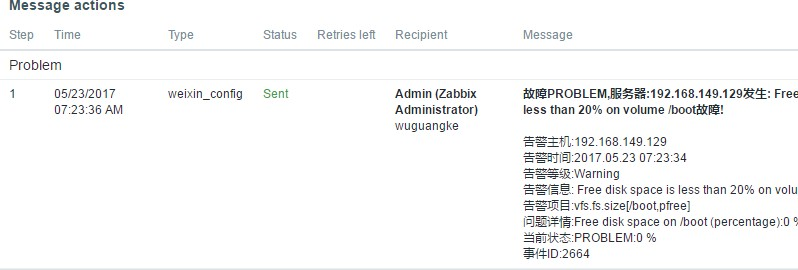 Message actions
Step Time Type Status Retries left Recipient Message
Problem
1 05/23/2017 weixin_config Sent Admin (Zabbix 故障PROBLEM,服务器:192.168.149.129发生: Free
07:23:36 AM Administrator) less than 20% on volume /boot故障!
wuguangke
告警主机:192.168.149.129
告警时间:2017.05.23 07:23:34
告警等级:Warning
告警信息: Free disk space is less than 20% on volu
告警项目:vfs.fs.size[/boot,pfree]
问题详情:Free disk space on /boot (percentage):0 %
当前状态:PROBLEM:0 %
事件ID:2664